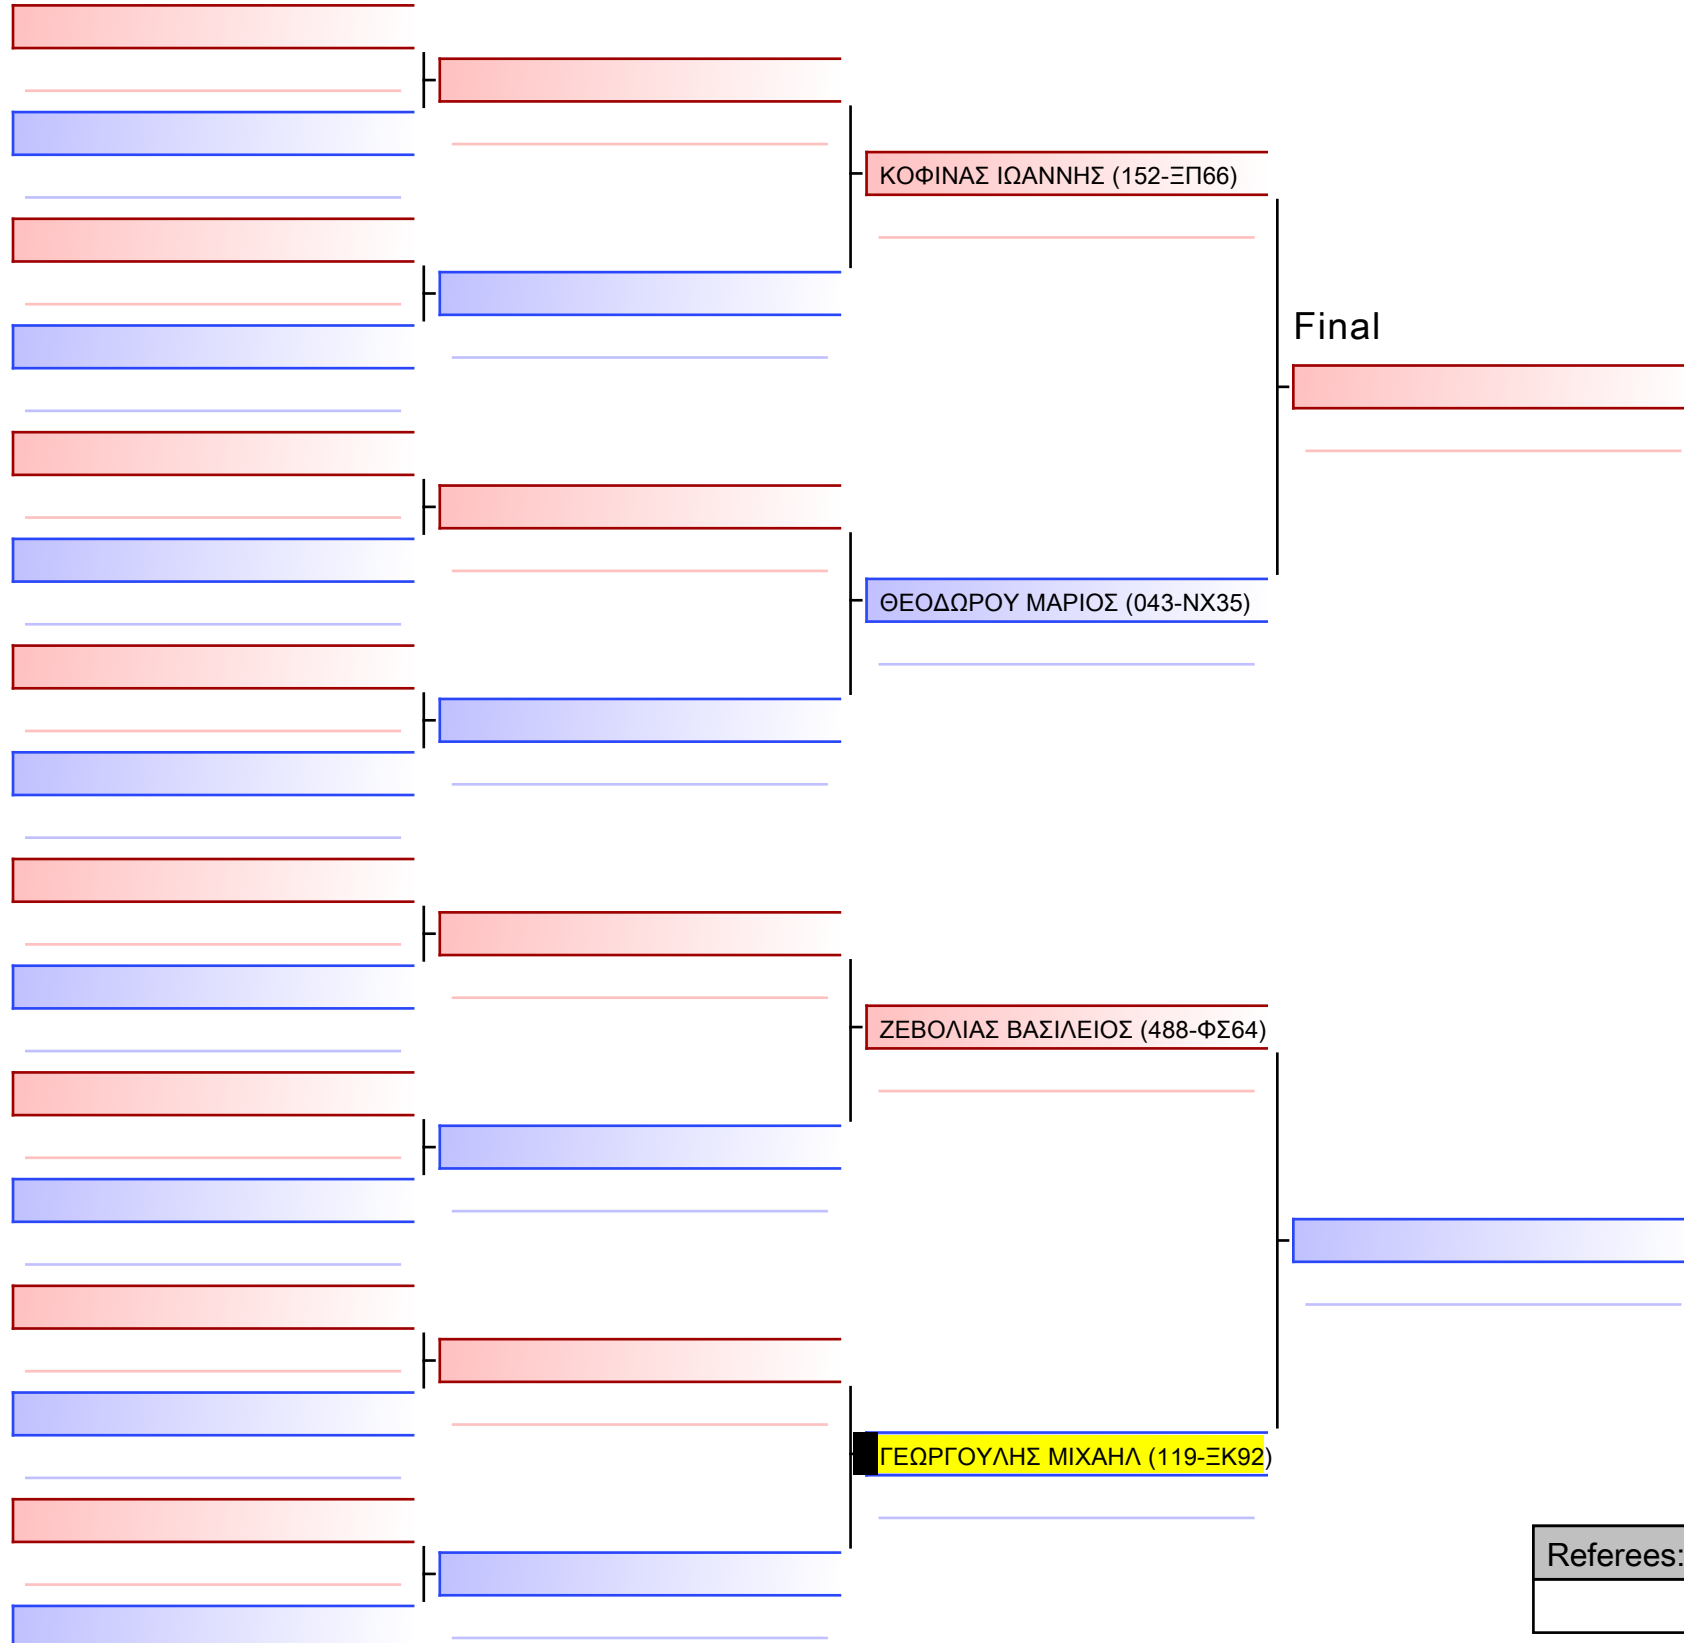 ΚΟΦΙΝΑΣ ΙΩΑΝΝΗΣ (152-ΞΠ66)
Final
ΘΕΟΔΩΡΟΥ ΜΑΡΙΟΣ (043-ΝΧ35)
ΖΕΒΟΛΙΑΣ ΒΑΣΙΛΕΙΟΣ (488-ΦΣ64)
ΓΕΩΡΓΟΥΛΗΣ ΜΙΧΑΗΛ (119-ΞΚ92)
Referees: